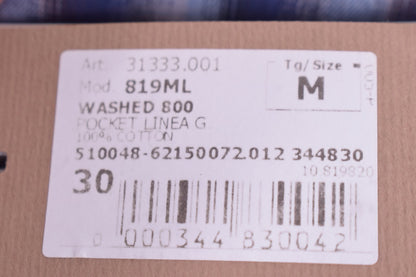 Art. 31333.001
Tg/Size
Mod. 819ML
M
WASHED 800
POCKET LINEA G
100% COTTON
510048-62150072.012 344830
10 819820
30
0 000344 830042